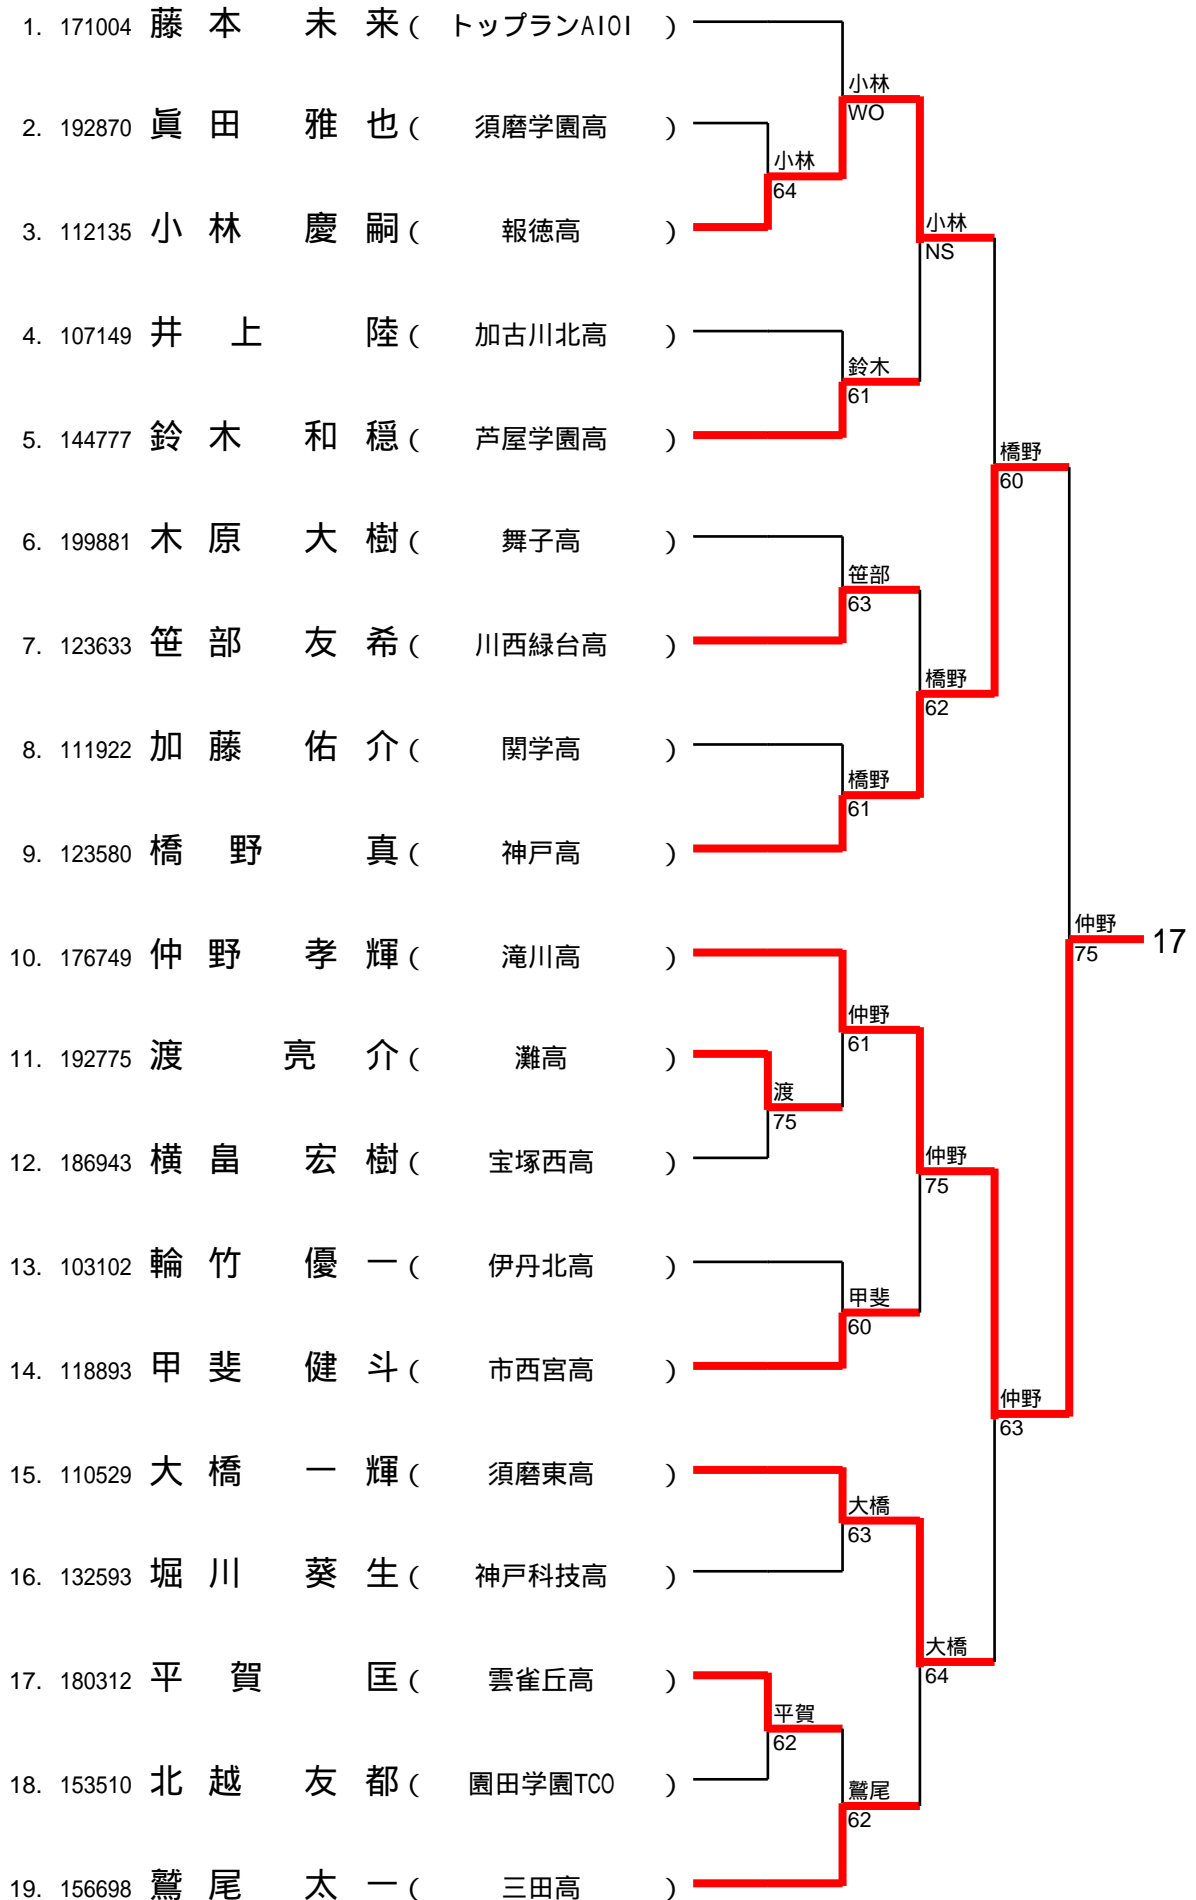 1. 171004 藤本 未来 ( トップランAIOI )
小林
WO
2. 192870 眞田 雅也 ( 須磨学園高 )
小林
64
3. 112135 小林 慶嗣 ( 報徳高 )
小林
NS
4. 107149 井上 陸 ( 加古川北高 )
鈴木
61
5. 144777 鈴木 和穏 ( 芦屋学園高 )
橋野
60
6. 199881 木原 大樹 ( 舞子高 )
笹部
63
7. 123633 笹部 友希 ( 川西緑台高 )
橋野
62
8. 111922 加藤 佑介 ( 関学高 )
橋野
61
9. 123580 橋野 真 ( 神戸高 )
仲野
75
17
10. 176749 仲野 孝輝 ( 滝川高 )
仲野
61
11. 192775 渡 亮介 ( 灘高 )
渡
75
12. 186943 横畠 宏樹 ( 宝塚西高 )
仲野
75
13. 103102 輪竹 優一 ( 伊丹北高 )
甲斐
60
14. 118893 甲斐 健斗 ( 市西宮高 )
仲野
63
15. 110529 大橋 一輝 ( 須磨東高 )
大橋
63
16. 132593 堀川 葵生 ( 神戸科技高 )
大橋
64
17. 180312 平賀 匡 ( 雲雀丘高 )
平賀
62
18. 153510 北越 友都 ( 園田学園TCO )
鷲尾
62
19. 156698 鷲尾 太一 ( 三田高 )